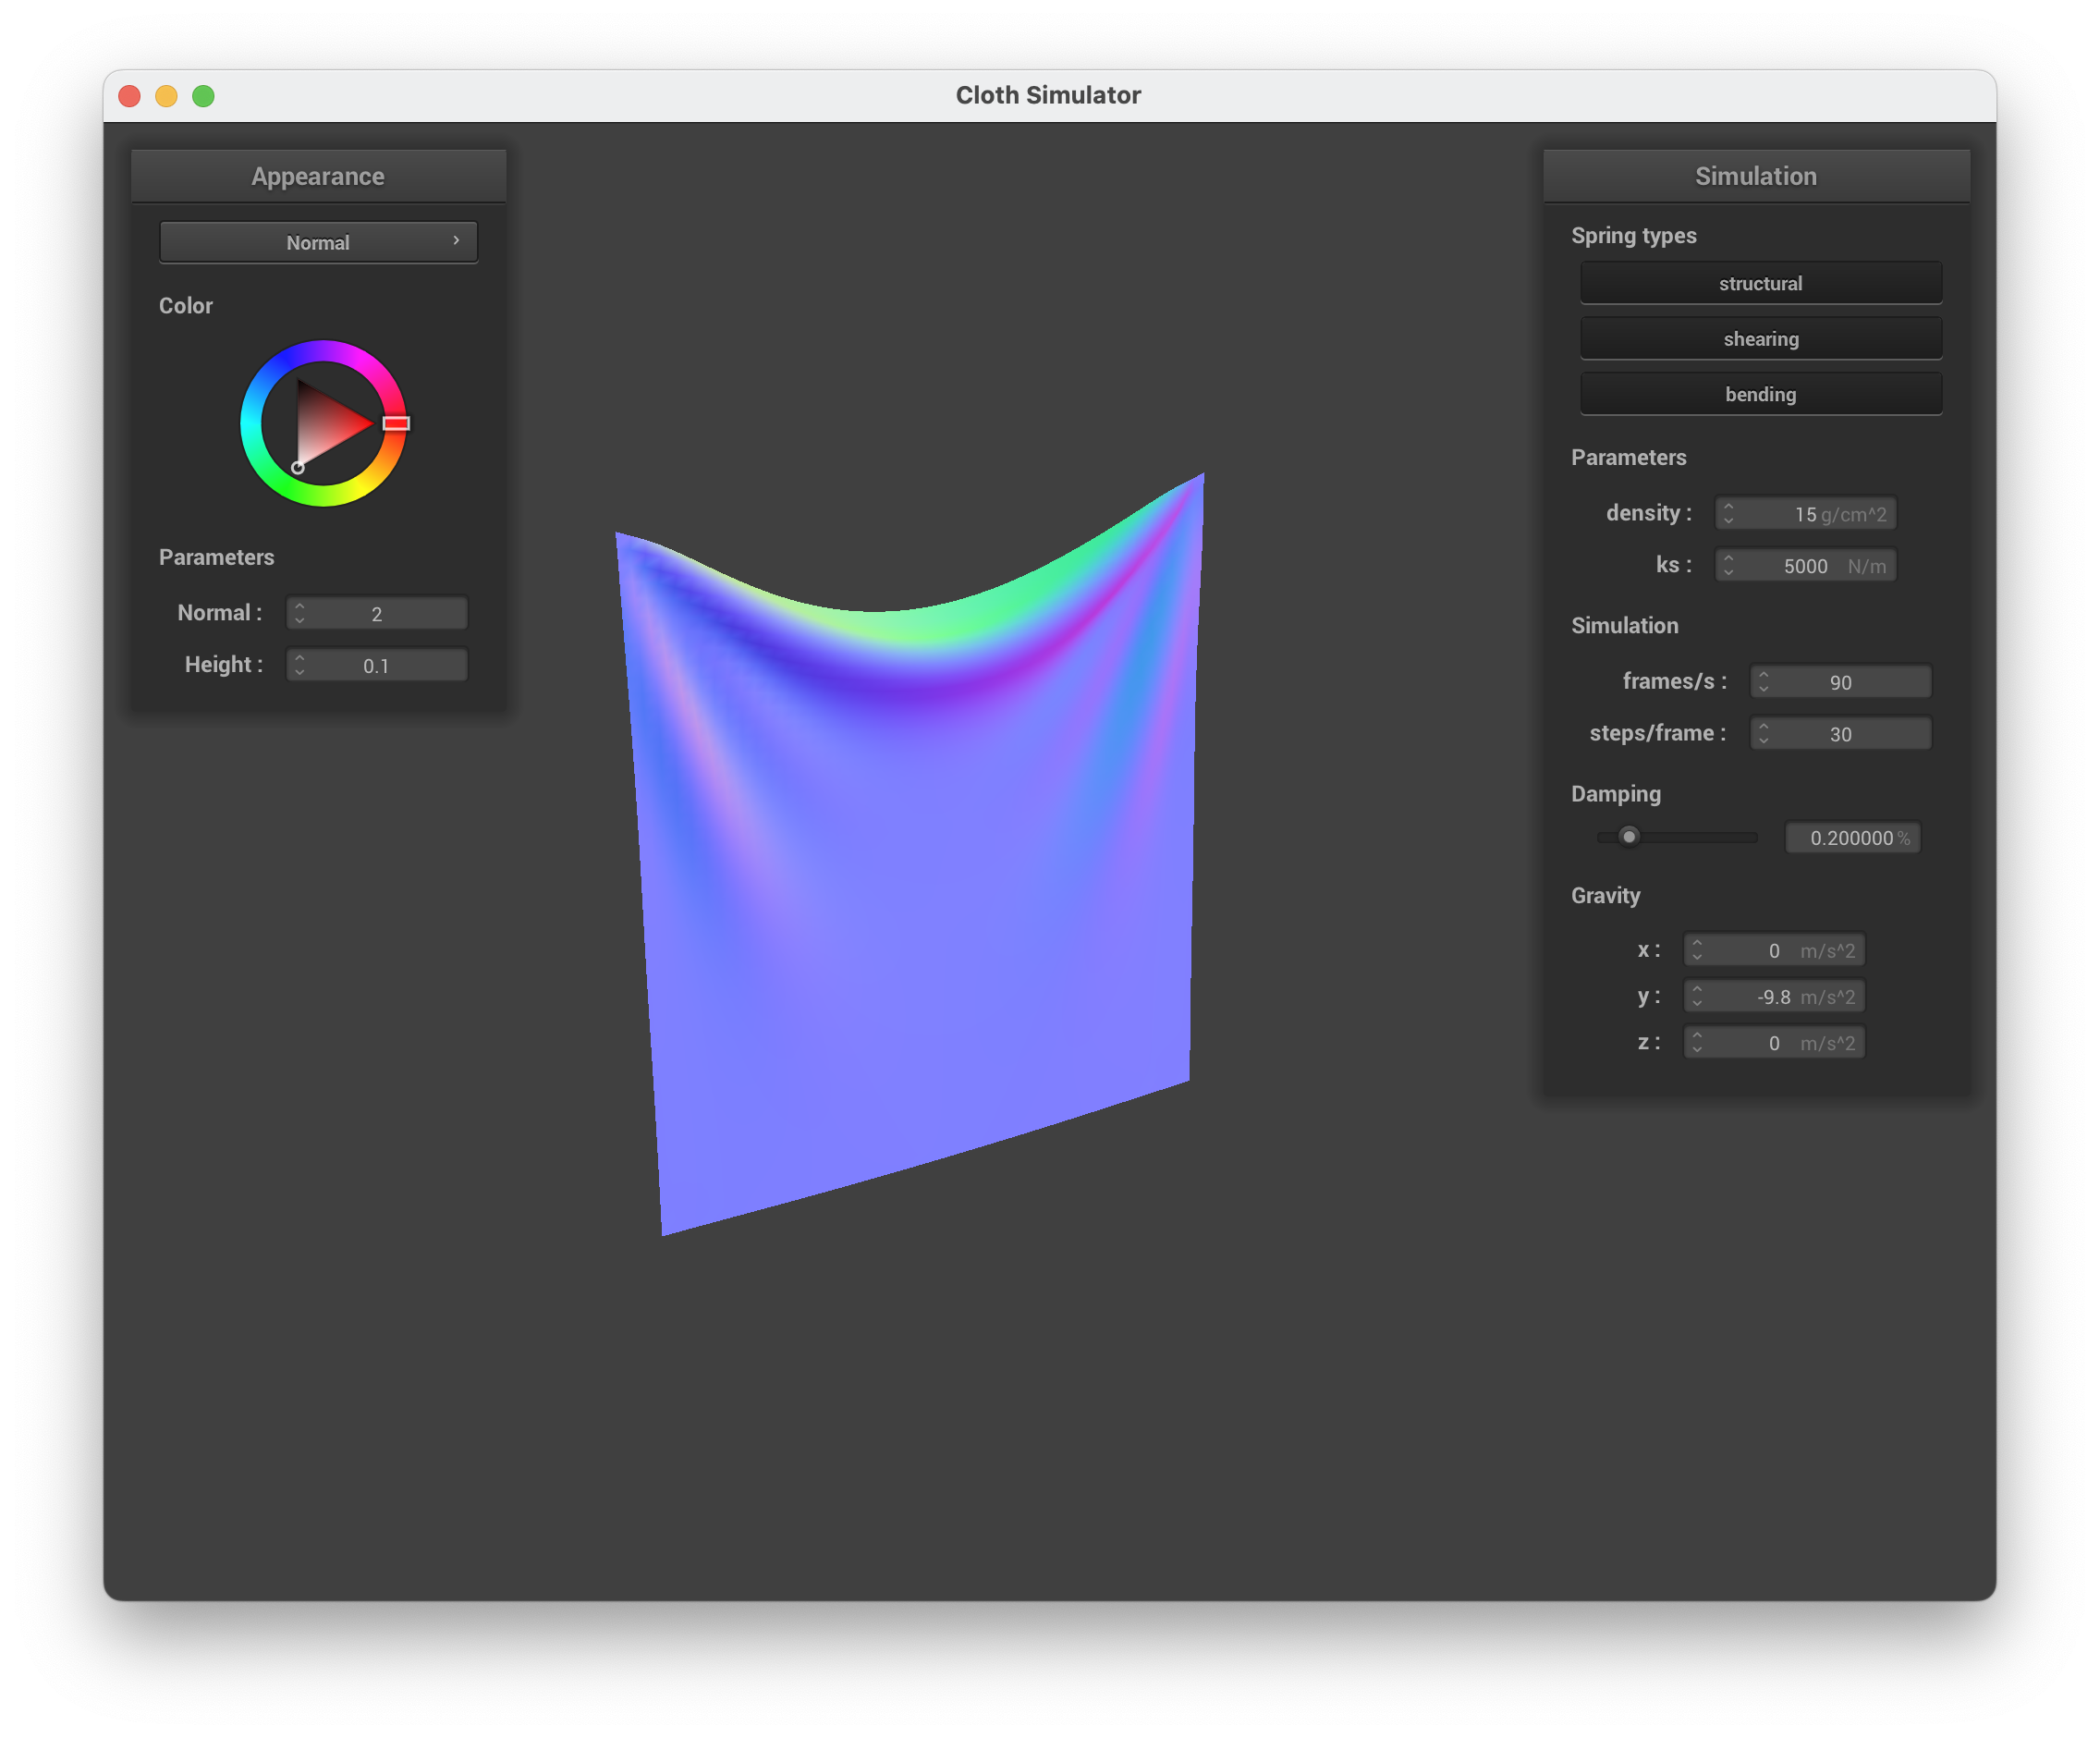 Cloth Simulator
Appearance
Normal
Color
Parameters
Normal : 2
Height : 0.1
Simulation
Spring types
structural
shearing
bending
Parameters
density : 15 g/cm^2
ks : 5000 N/m
Simulation
frames/s : 90
steps/frame : 30
Damping
0.200000 %
Gravity
x : 0 m/s^2
y : -9.8 m/s^2
z : 0 m/s^2